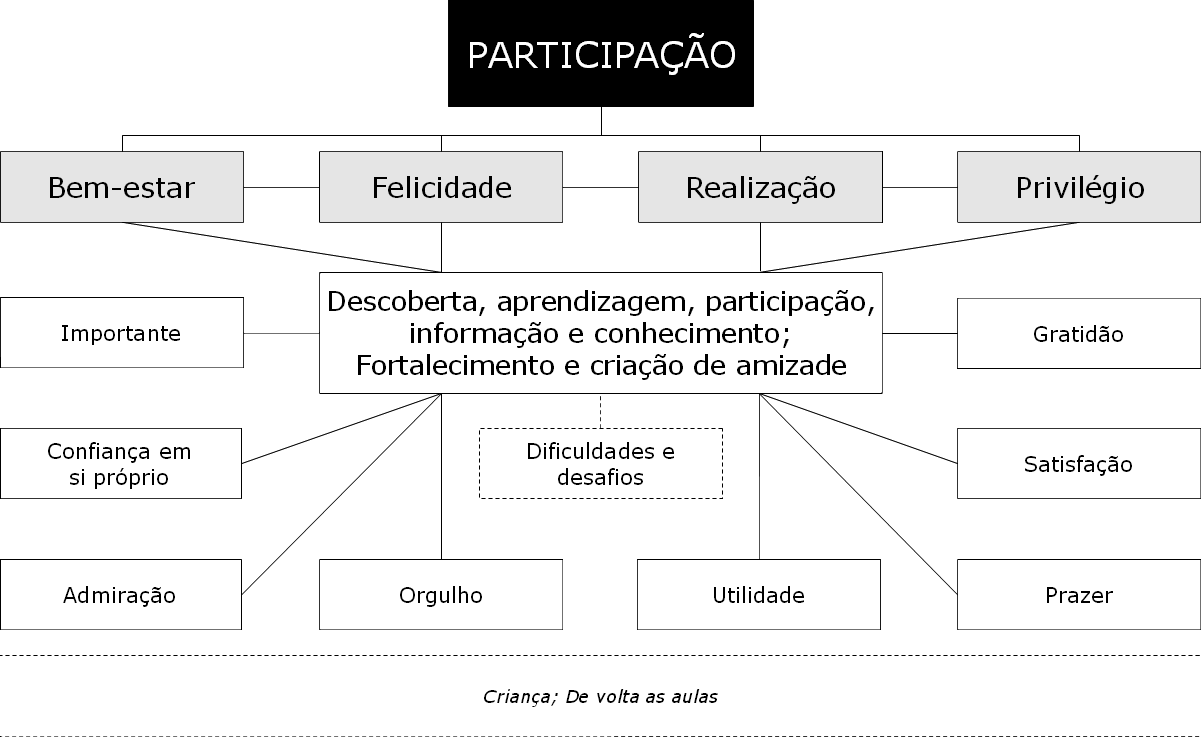 PARTICIPAÇÃO
Bem-estar
Felicidade
Realização
Privilégio
Descoberta, aprendizagem, participação,
informação e conhecimento;
Fortalecimento e criação de amizade
Importante
Gratidão
Confiança em
si próprio
Dificuldades e
desafios
Satisfação
Admiração
Orgulho
Utilidade
Prazer
Criança; De volta as aulas